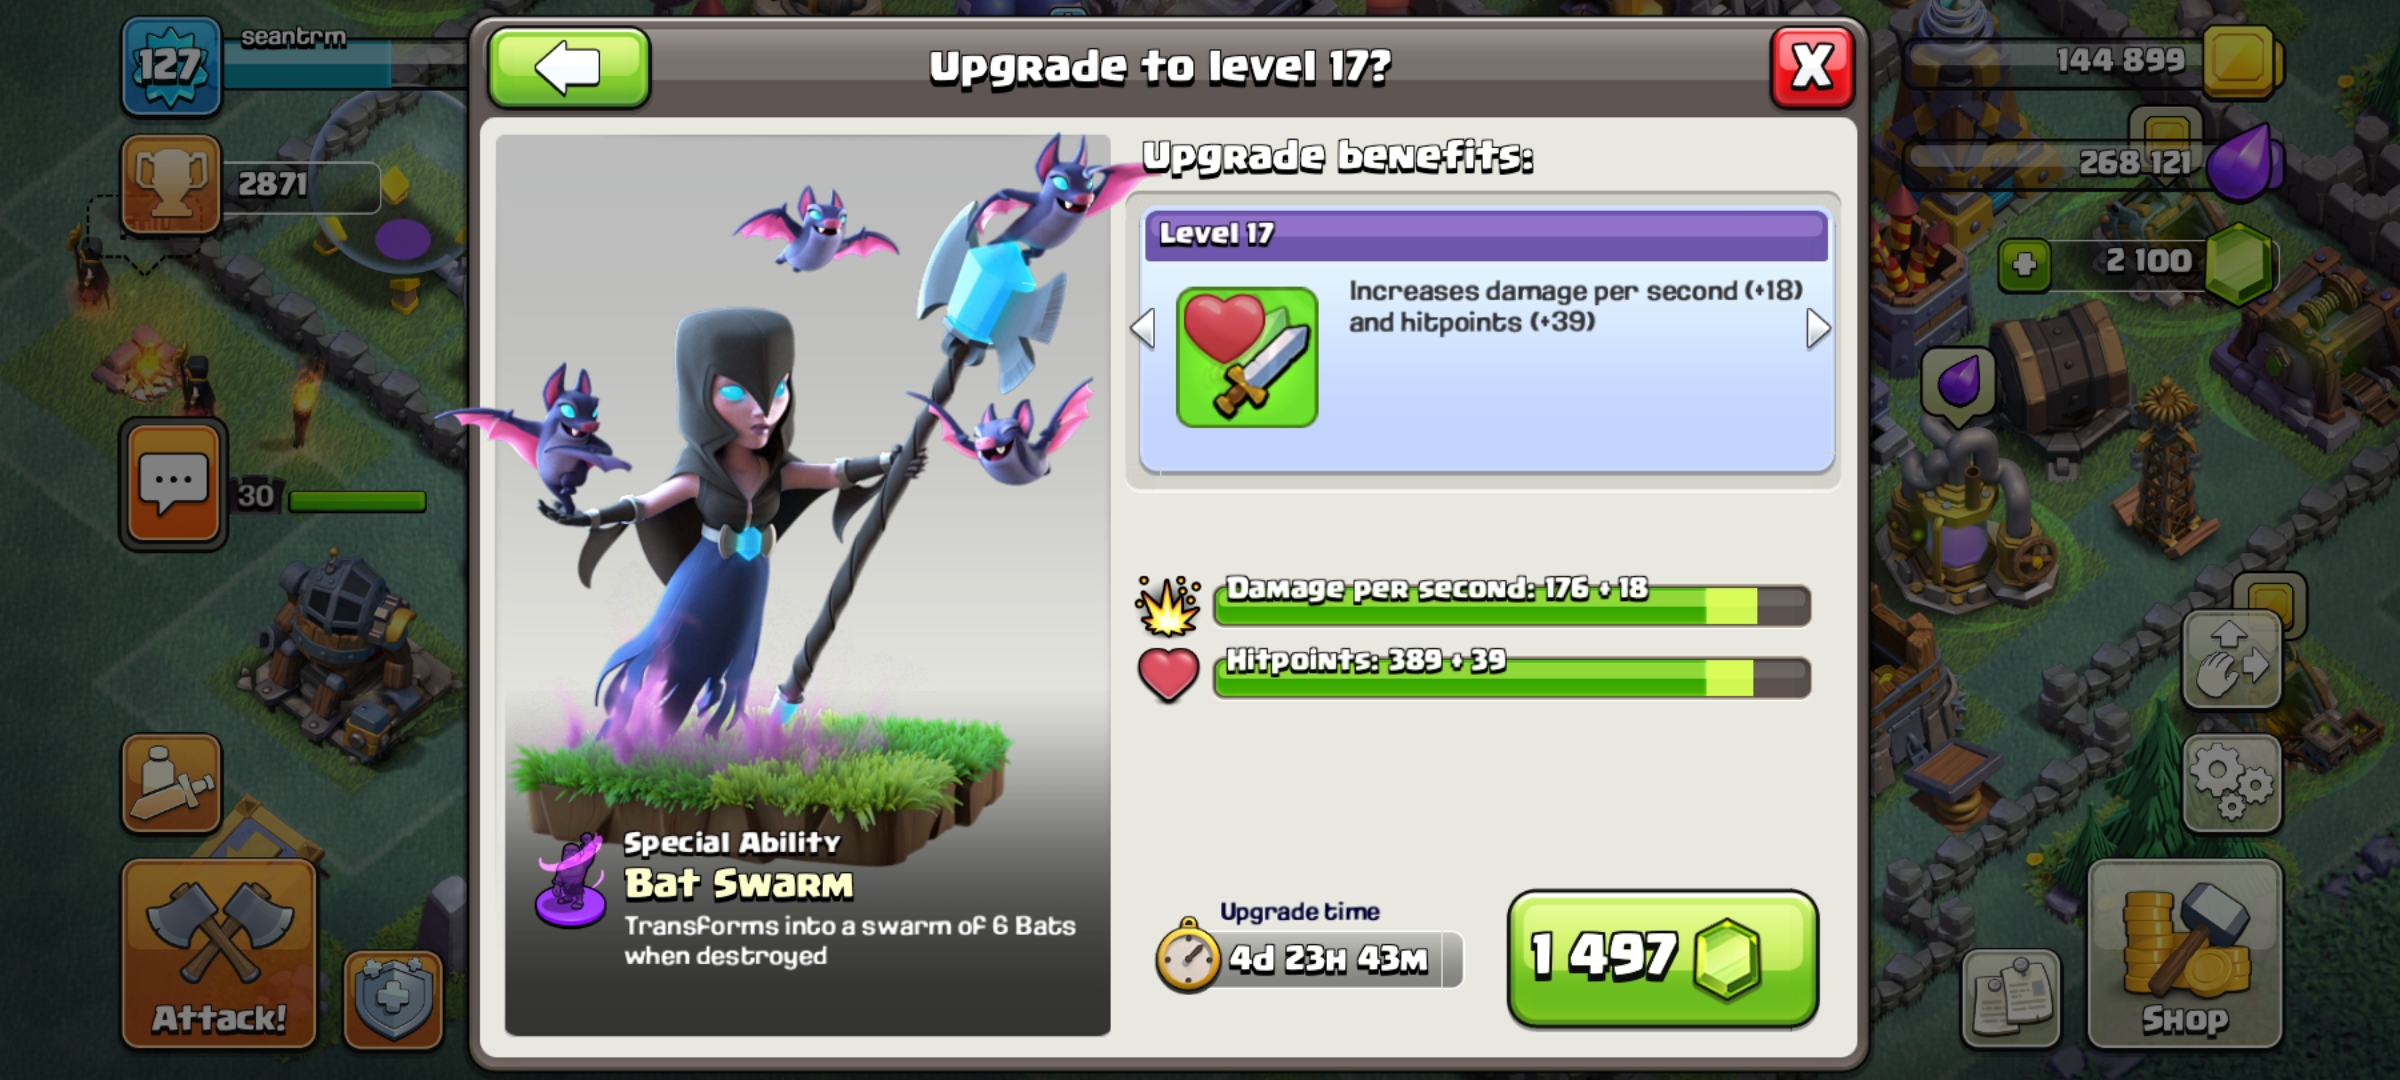 127
seantrm
Upgrade to level 17?
X
144 899
2871
Upgrade benefits:
268 121
Level 17
2 100
Increases damage per second (+18)
and hitpoints (+39)
30
Damage per second: 176 + 18
Hitpoints: 389 + 39
Special Ability
Bat Swarm
Transforms into a swarm of 6 Bats
when destroyed
Upgrade time
4d 23H 43M
1 497
Attack!
Shop